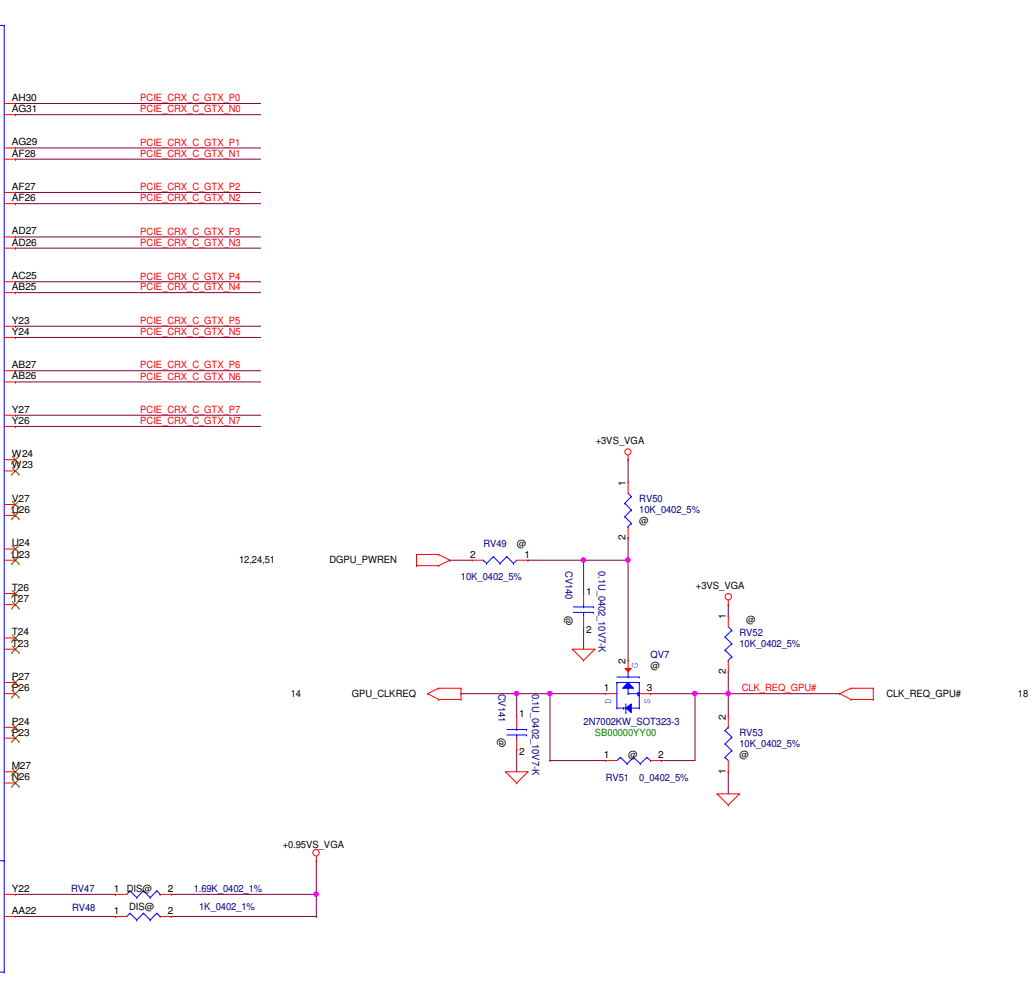 AH30 PCIE_CRX_C_GTX_P0
AG31 PCIE_CRX_C_GTX_N0
AG29 PCIE_CRX_C_GTX_P1
AF28 PCIE_CRX_C_GTX_N1
AF27 PCIE_CRX_C_GTX_P2
AF26 PCIE_CRX_C_GTX_N2
AD27 PCIE_CRX_C_GTX_P3
AD26 PCIE_CRX_C_GTX_N3
AC25 PCIE_CRX_C_GTX_P4
AB25 PCIE_CRX_C_GTX_N4
Y23 PCIE_CRX_C_GTX_P5
Y24 PCIE_CRX_C_GTX_N5
AB27 PCIE_CRX_C_GTX_P6
AB26 PCIE_CRX_C_GTX_N6
Y27 PCIE_CRX_C_GTX_P7
Y26 PCIE_CRX_C_GTX_N7
W24
W23
V27
U26
U24
U23
T26
T27
T24
T23
P27
P26
P24
P23
M27
N26
+3VS_VGA
1
RV50
10K_0402_5%
@
2
12,24,51 DGPU_PWREN
2 RV49 @ 1
10K_0402_5%
CV140
0.1U_0402_10V7-K
1
@
2
+3VS_VGA
1
@
RV52
10K_0402_5%
2
QV7
@
2 G
14 GPU_CLKREQ
1 D
3 S
CLK_REQ_GPU#
CLK_REQ_GPU# 18
2N7002KW_SOT323-3
SB00000YY00
CV141
0.1U_0402_10V7-K
1
@
2
1 @ 2
RV51 0_0402_5%
2
RV53
10K_0402_5%
@
1
+0.95VS_VGA
Y22 RV47 1 DIS@ 2 1.69K_0402_1%
AA22 RV48 1 DIS@ 2 1K_0402_1%